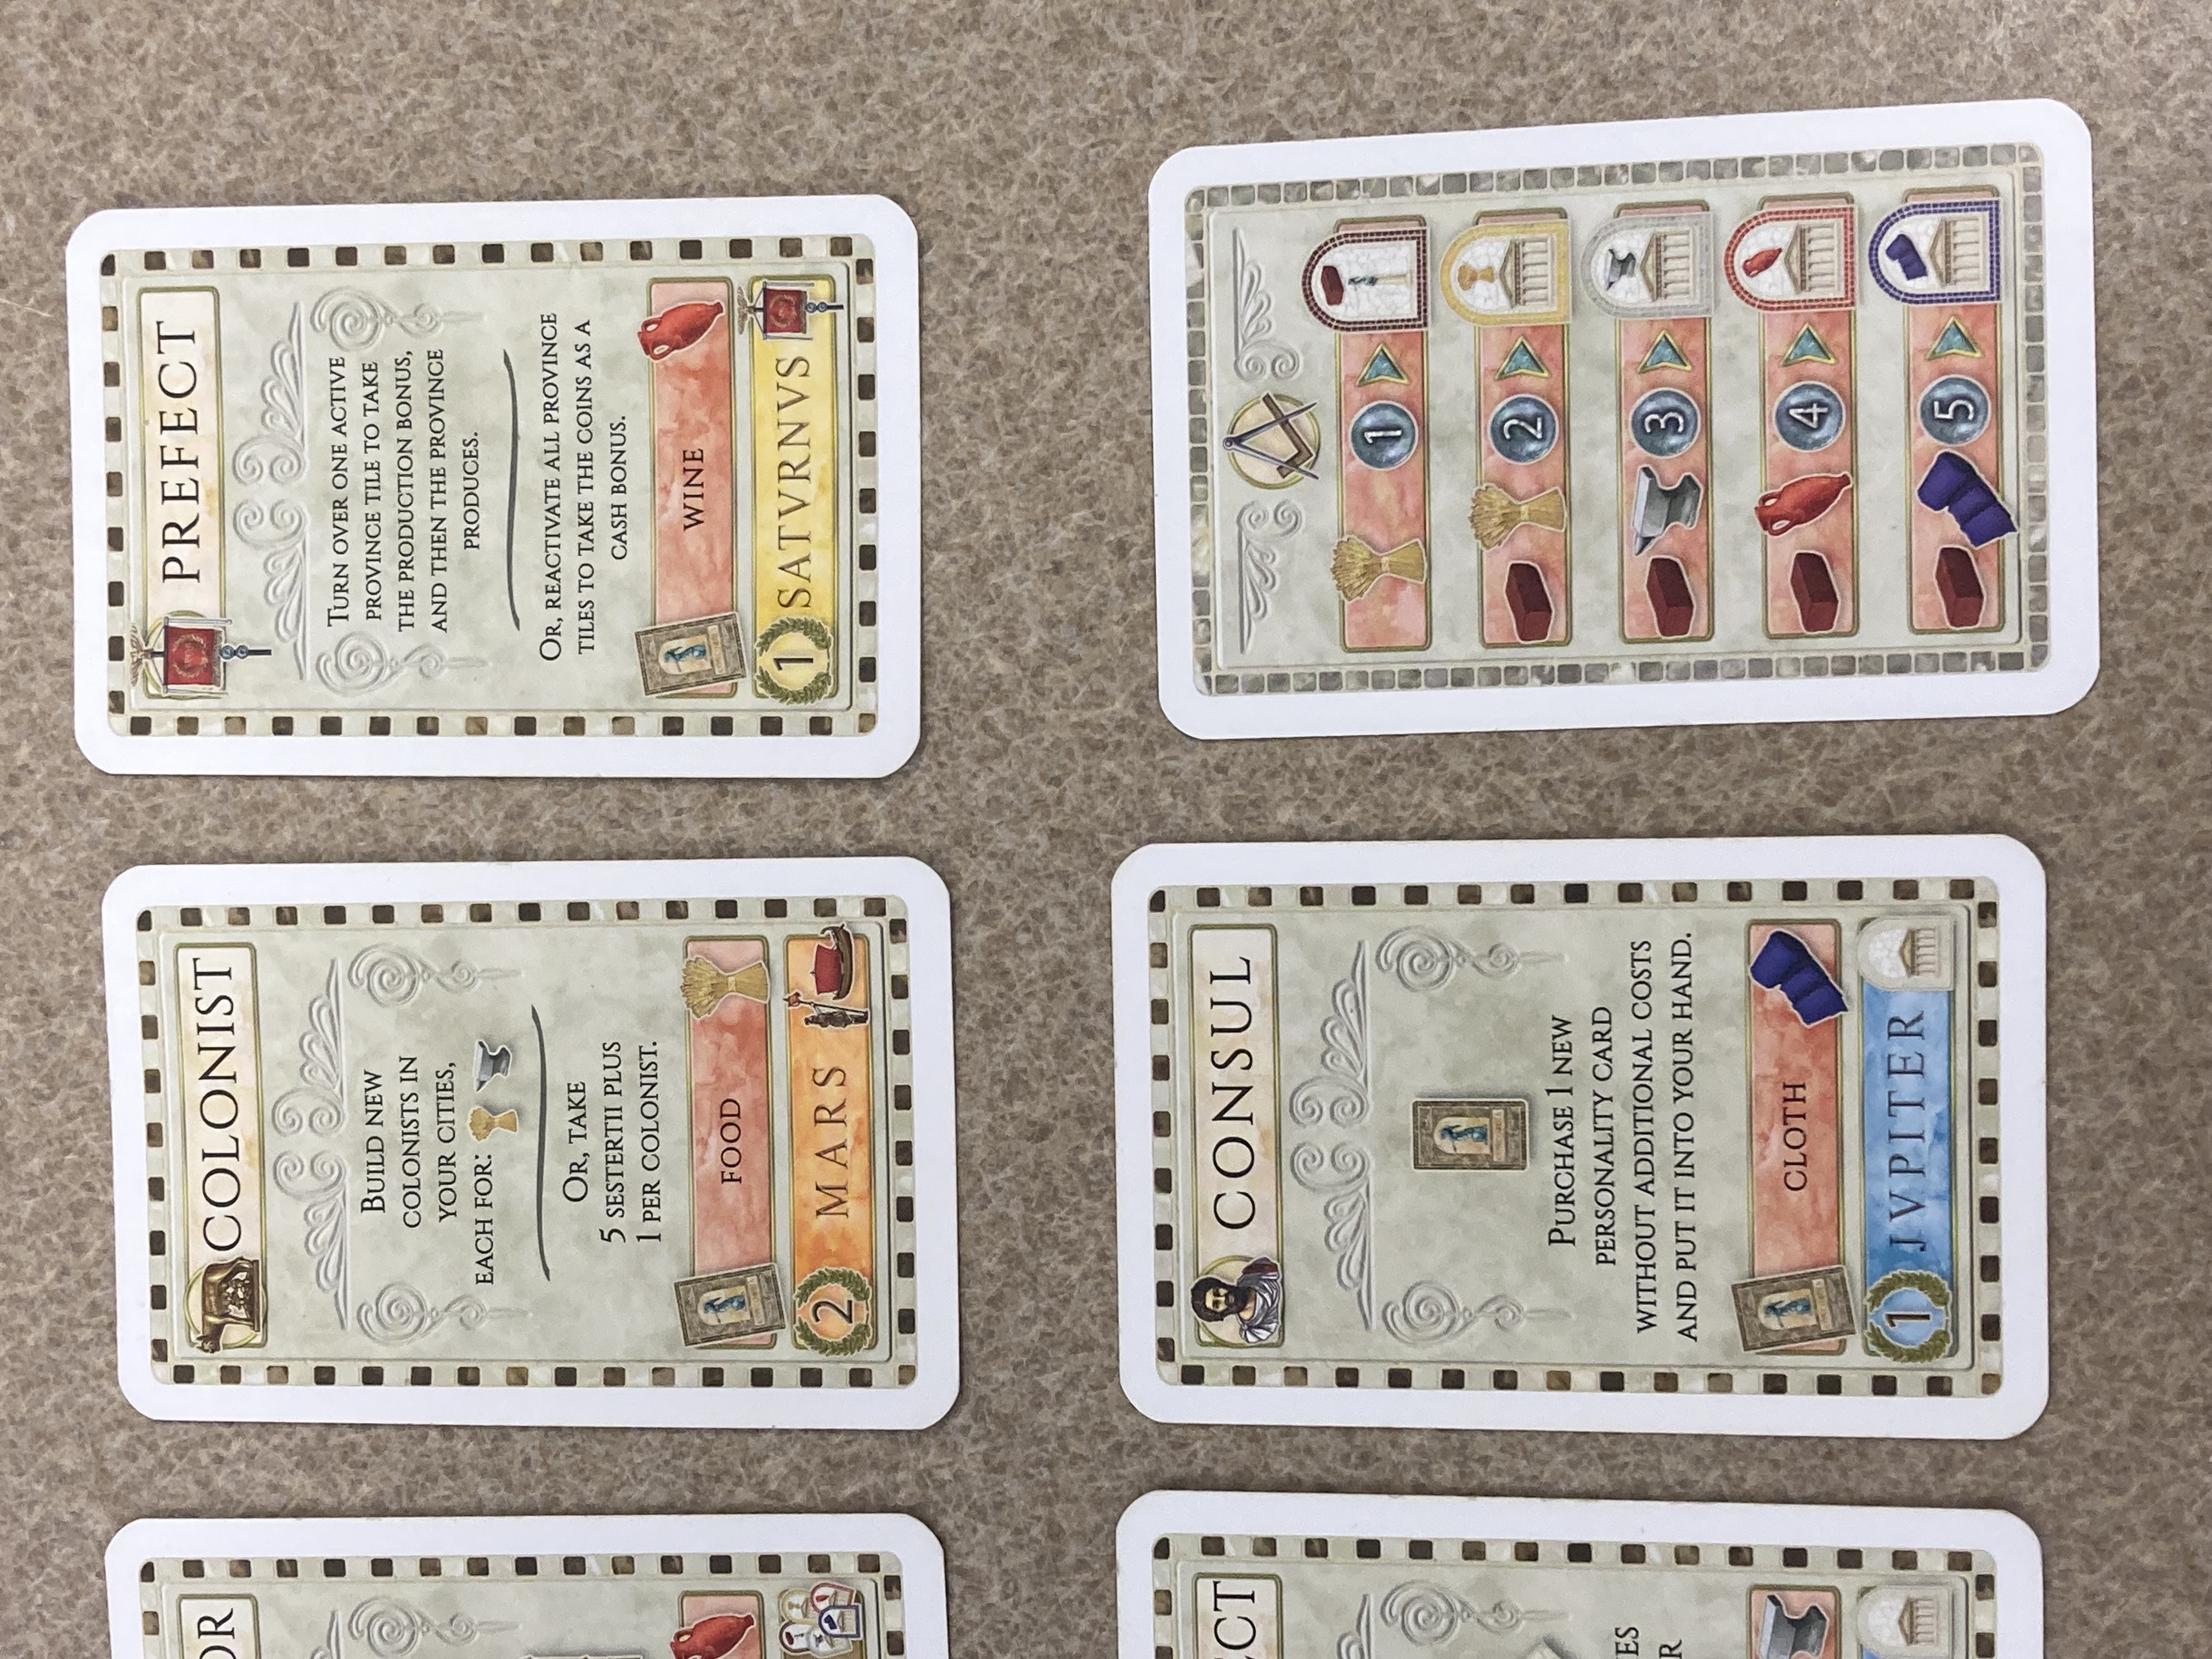 OR
COLONIST
BUILD NEW
COLONISTS IN
YOUR CITIES,
EACH FOR:
OR, TAKE
5 SESTERTII PLUS
1 PER COLONIST.
FOOD
2 MARS
PREFECT
TURN OVER ONE ACTIVE
PROVINCE TILE TO TAKE
THE PRODUCTION BONUS,
AND THEN THE PROVINCE
PRODUCES.
OR, REACTIVATE ALL PROVINCE
TILES TO TAKE THE COINS AS A
CASH BONUS.
WINE
1 SATVRNVS
ECT
ES
R
CONSUL
PURCHASE 1 NEW
PERSONALITY CARD
WITHOUT ADDITIONAL COSTS
AND PUT IT INTO YOUR HAND.
CLOTH
1 JVPITER
1
2
3
4
5